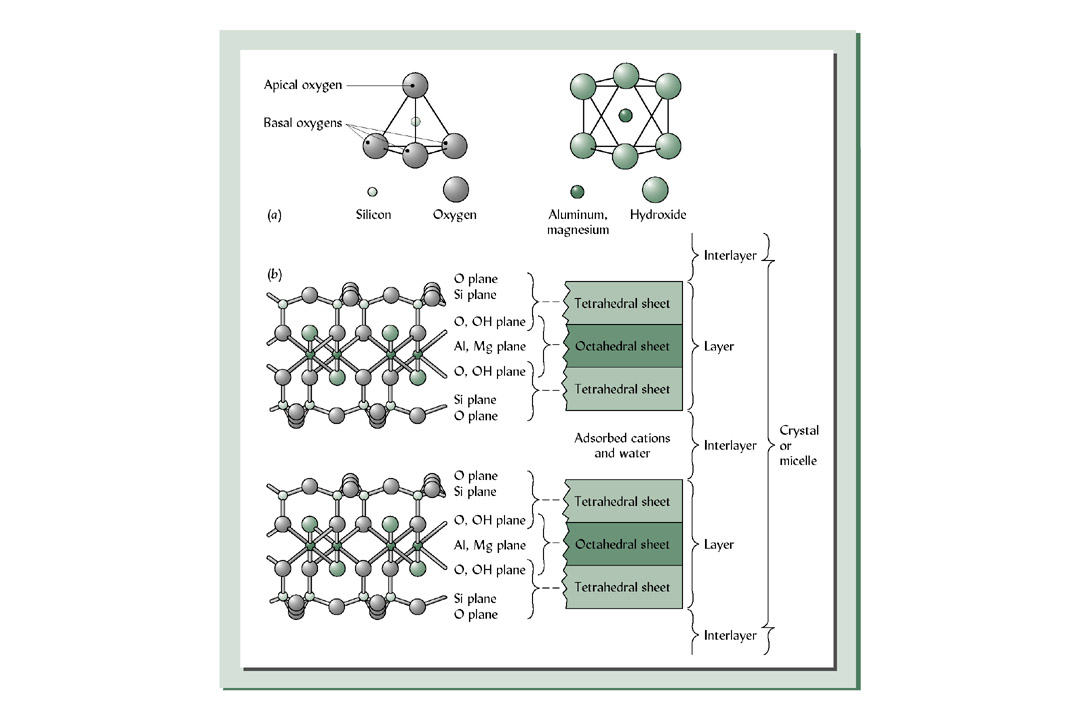 Apical oxygen
Basal oxygens
(a)
Silicon
Oxygen
Aluminum,
magnesium
Hydroxide
Interlayer
(b)
O plane
Si plane
O, OH plane
Al, Mg plane
O, OH plane
Si plane
O plane
Tetrahedral sheet
Octahedral sheet
Tetrahedral sheet
Layer
Adsorbed cations
and water
Interlayer
Crystal
or
micelle
O plane
Si plane
O, OH plane
Al, Mg plane
O, OH plane
Si plane
O plane
Tetrahedral sheet
Octahedral sheet
Tetrahedral sheet
Layer
Interlayer